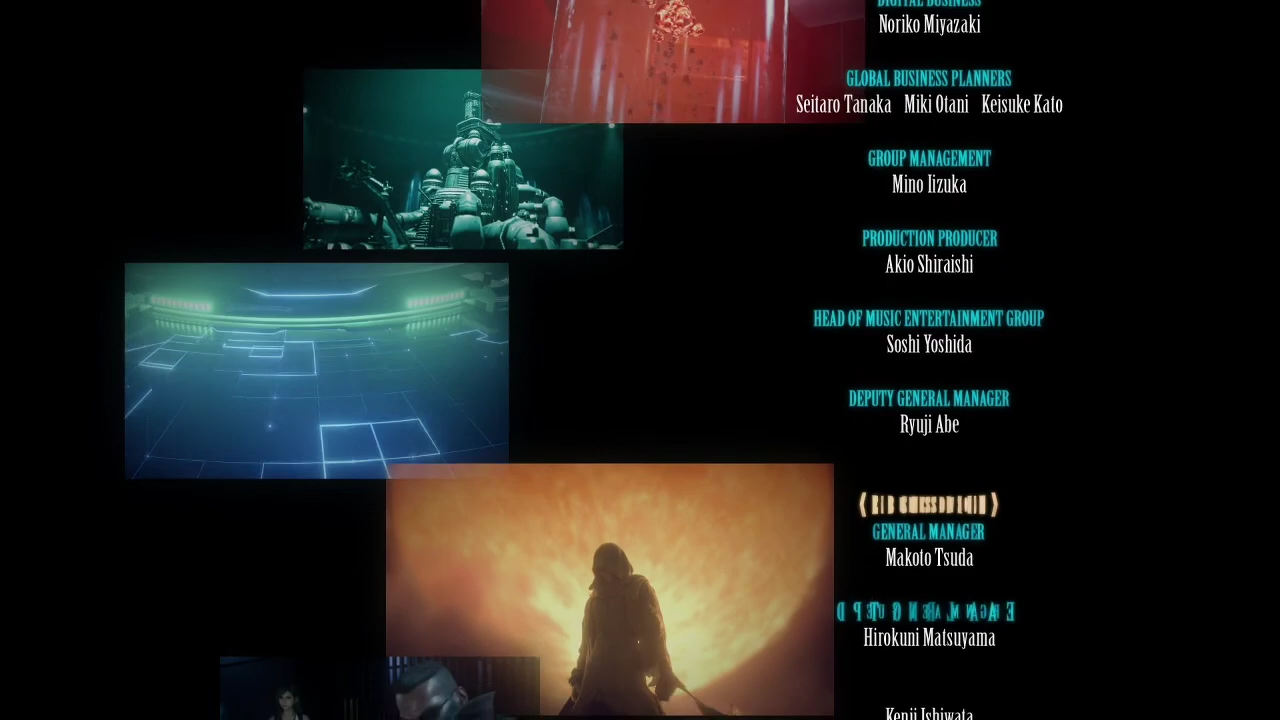 DIGITAL BUSINESS
Noriko Miyazaki
GLOBAL BUSINESS PLANNERS
Seitaro Tanaka Miki Otani Keisuke Kato
GROUP MANAGEMENT
Mino Iizuka
PRODUCTION PRODUCER
Akio Shiraishi
HEAD OF MUSIC ENTERTAINMENT GROUP
Soshi Yoshida
DEPUTY GENERAL MANAGER
Ryuji Abe
GENERAL MANAGER
Makoto Tsuda
Hirokuni Matsuyama
Kenji Ishiwata